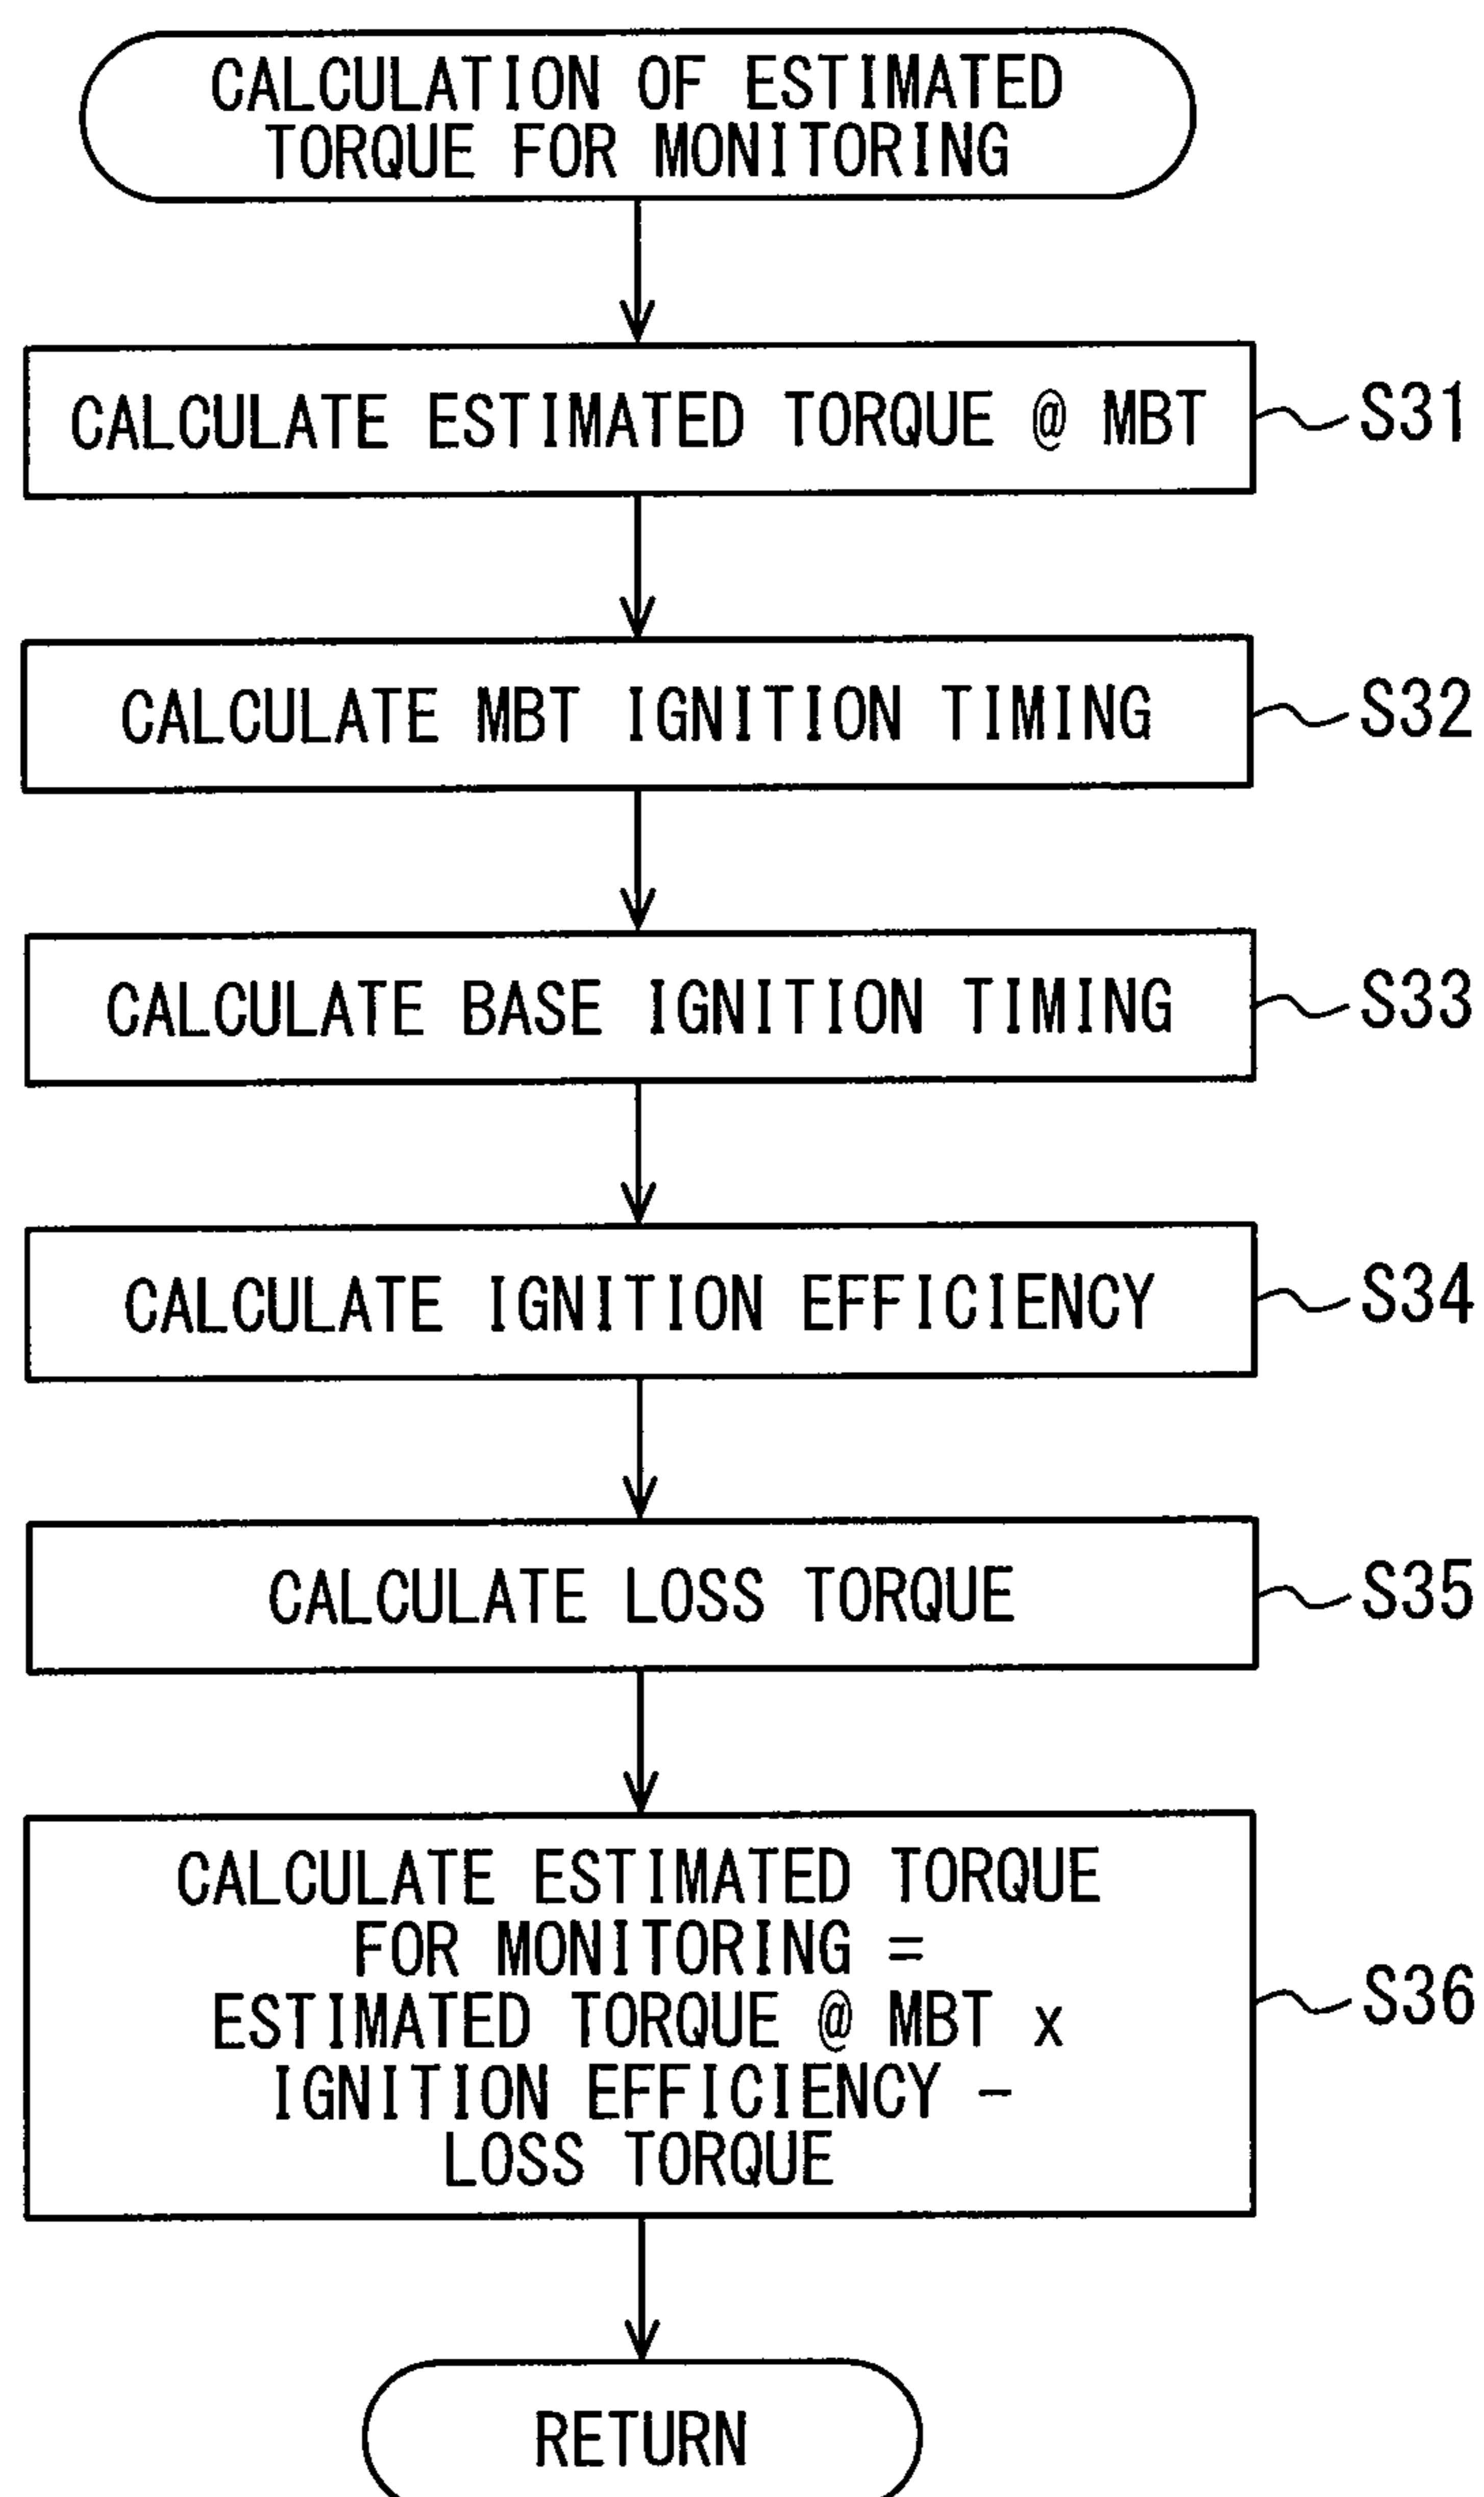 CALCULATION OF ESTIMATED
TORQUE FOR MONITORING
CALCULATE ESTIMATED TORQUE @ MBT
S31
CALCULATE MBT IGNITION TIMING
S32
CALCULATE BASE IGNITION TIMING
S33
CALCULATE IGNITION EFFICIENCY
S34
CALCULATE LOSS TORQUE
S35
CALCULATE ESTIMATED TORQUE
FOR MONITORING =
ESTIMATED TORQUE @ MBT x
IGNITION EFFICIENCY –
LOSS TORQUE
S36
RETURN